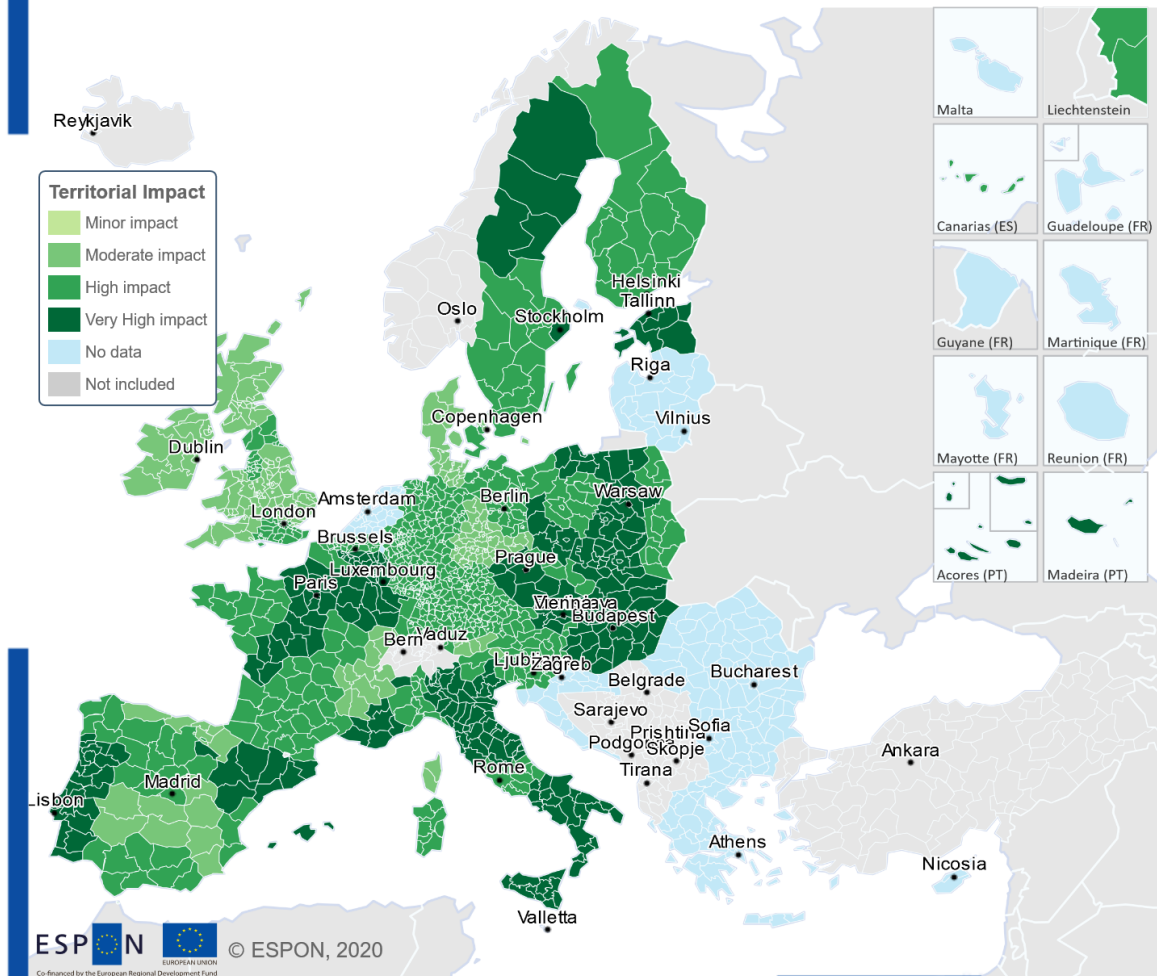 Reykjavik
Territorial Impact
Minor impact
Moderate impact
High impact
Very High impact
No data
Not included
Malta
Liechtenstein
Canarias (ES)
Guadeloupe (FR)
Guyane (FR)
Martinique (FR)
Mayotte (FR)
Reunion (FR)
Acores (PT)
Madeira (PT)
Oslo
Helsinki
Tallinn
Stockholm
Riga
Copenhagen
Vilnius
Dublin
Amsterdam
Berlin
Warsaw
London
Brussels
Prague
Luxembourg
Paris
Vienna
Budapest
Bern
Vaduz
Zagreb
Belgrade
Bucharest
Sarajevo
Prishtina
Sofia
Skopje
Tirana
Ankara
Madrid
Rome
Lisbon
Athens
Nicosia
Valletta
ESPON
EUROPEAN UNION
© ESPON, 2020
Co-financed by the European Regional Development Fund